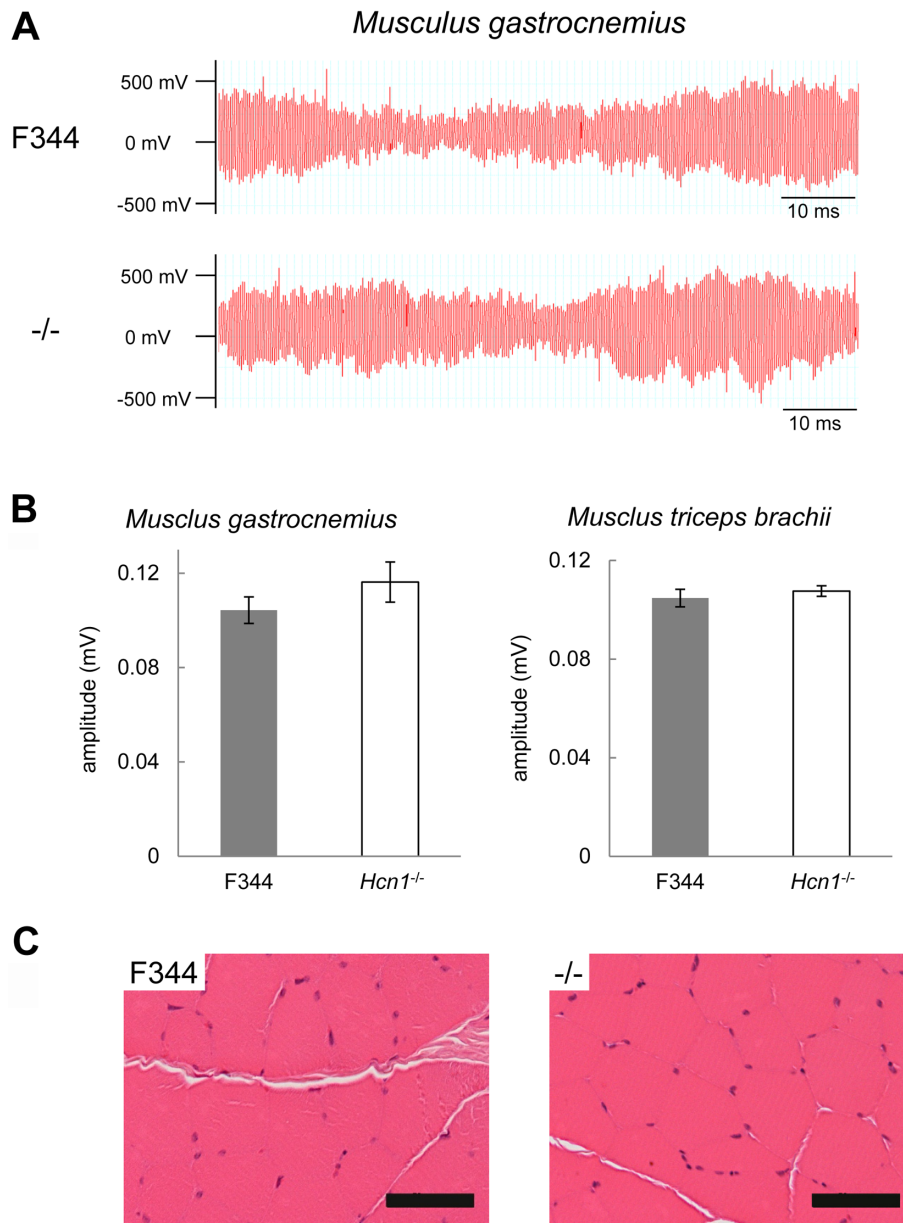 A
Musculus gastrocnemius
F344
500 mV
0 mV
-500 mV
10 ms
-/-
500 mV
0 mV
-500 mV
10 ms
B
Musclus gastrocnemius
amplitude (mV)
0.12
0.08
0.04
0
F344
Hcn1-/-
Musclus triceps brachii
amplitude (mV)
0.12
0.08
0.04
0
F344
Hcn1-/-
C
F344
-/-